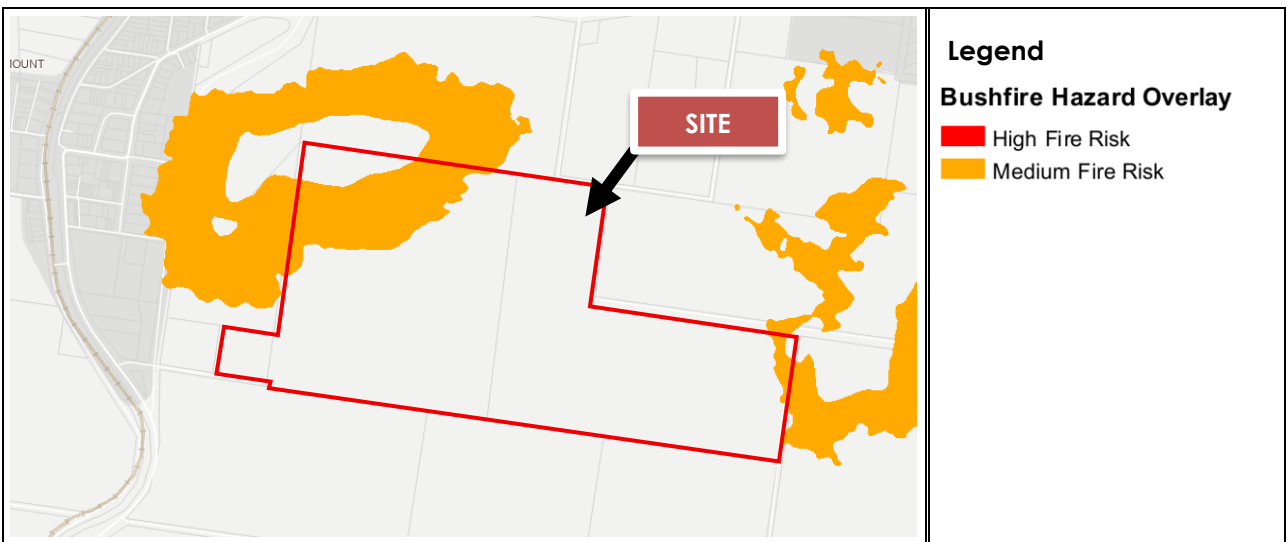 IOUNT
SITE
Legend
Bushfire Hazard Overlay
High Fire Risk
Medium Fire Risk